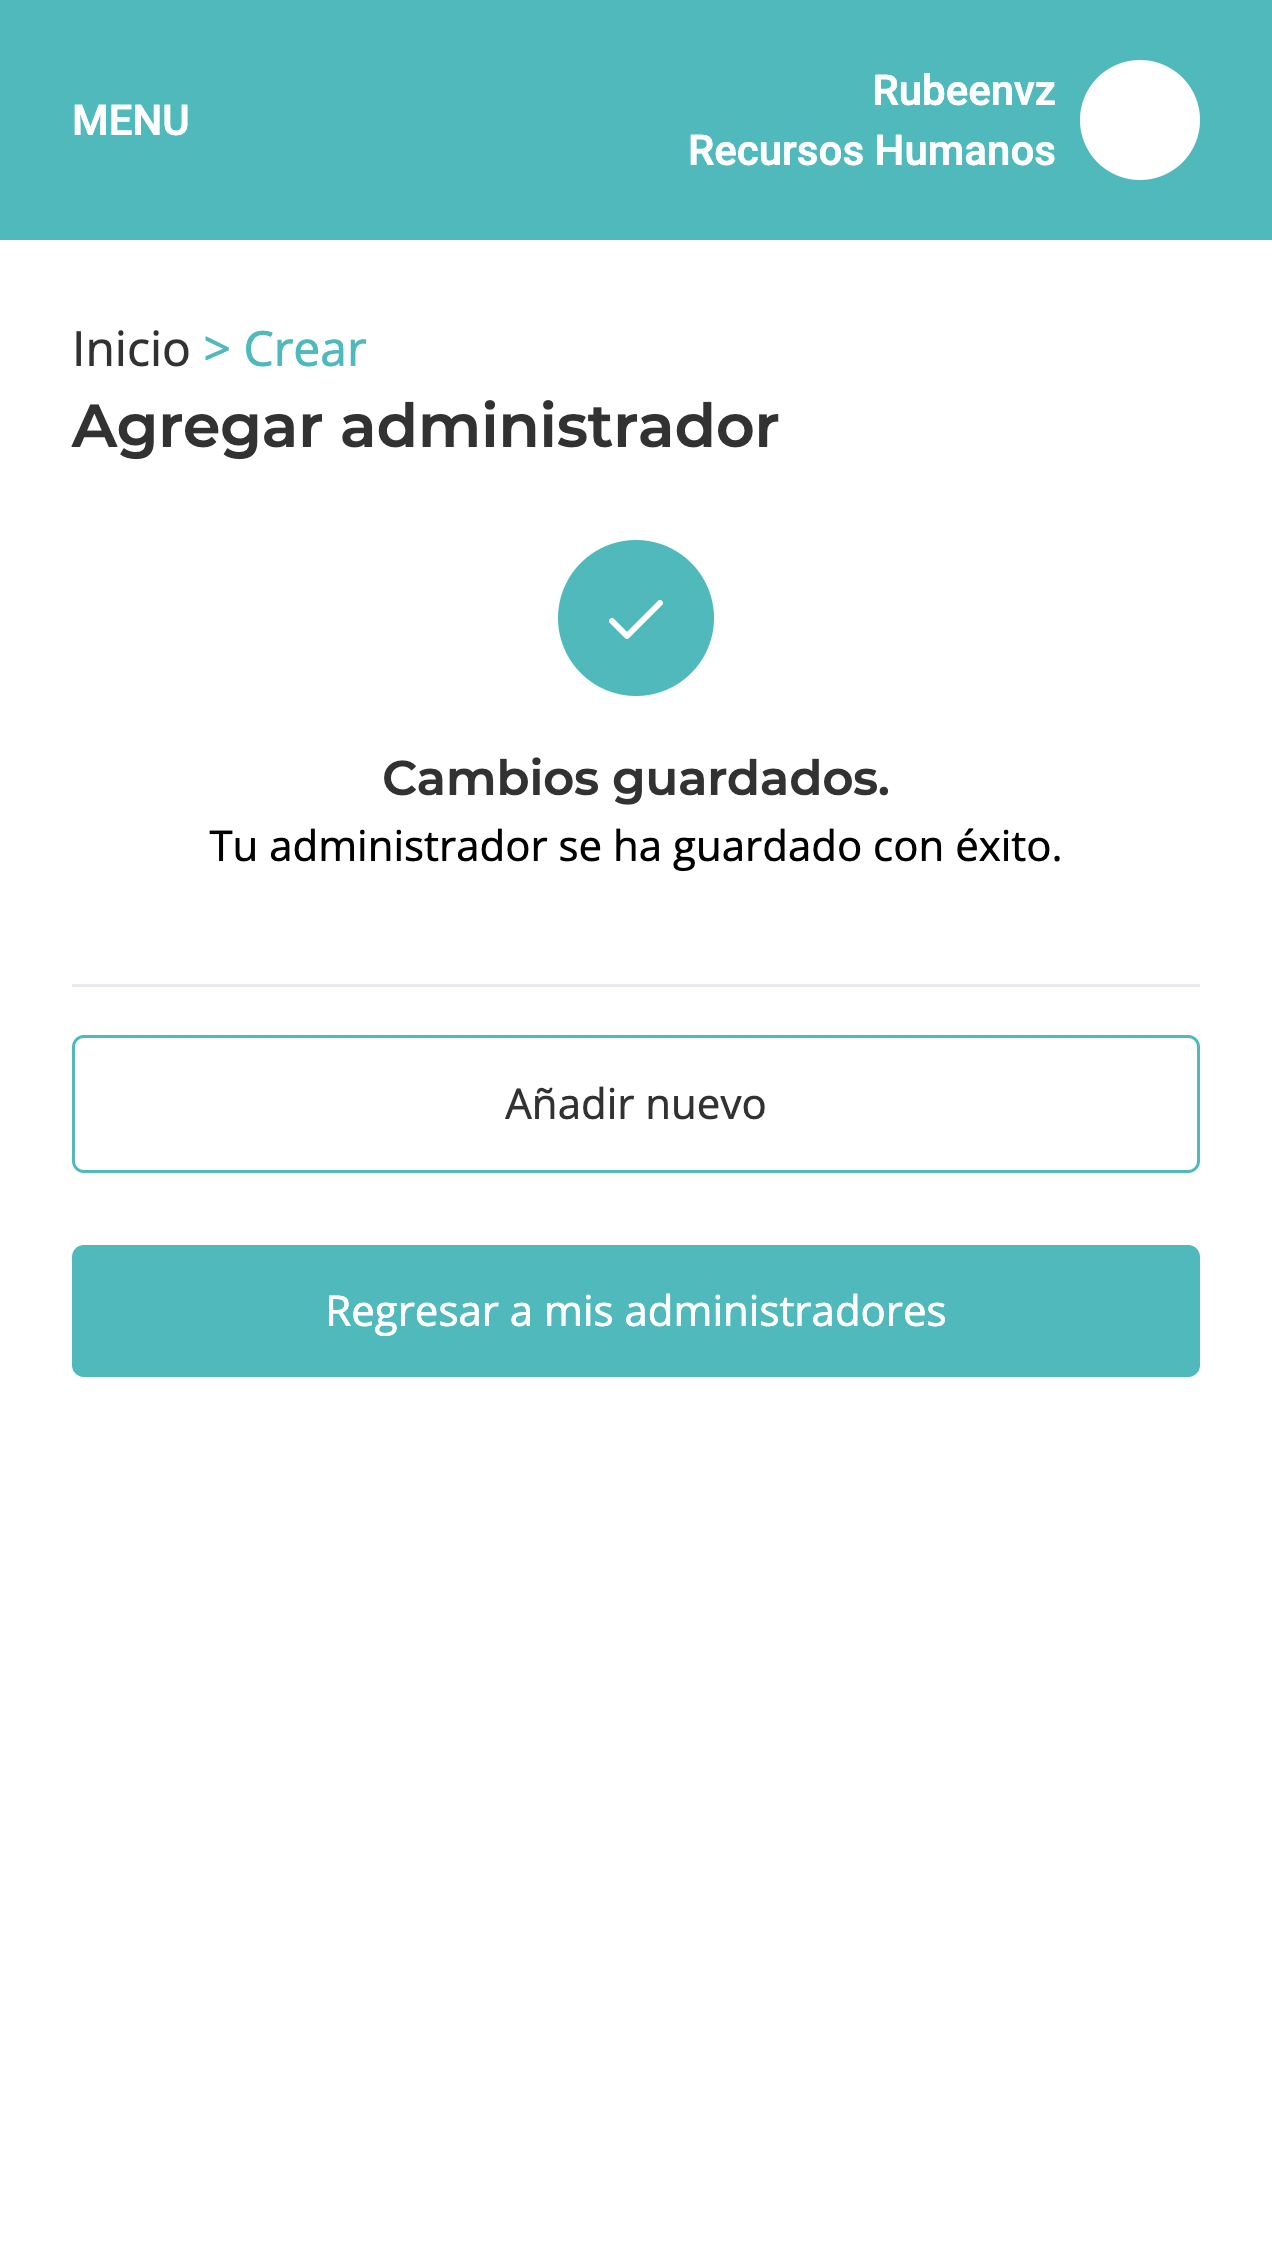 MENU
Rubeenvz
Recursos Humanos
Inicio > Crear
Agregar administrador
Cambios guardados.
Tu administrador se ha guardado con éxito.
Añadir nuevo
Regresar a mis administradores